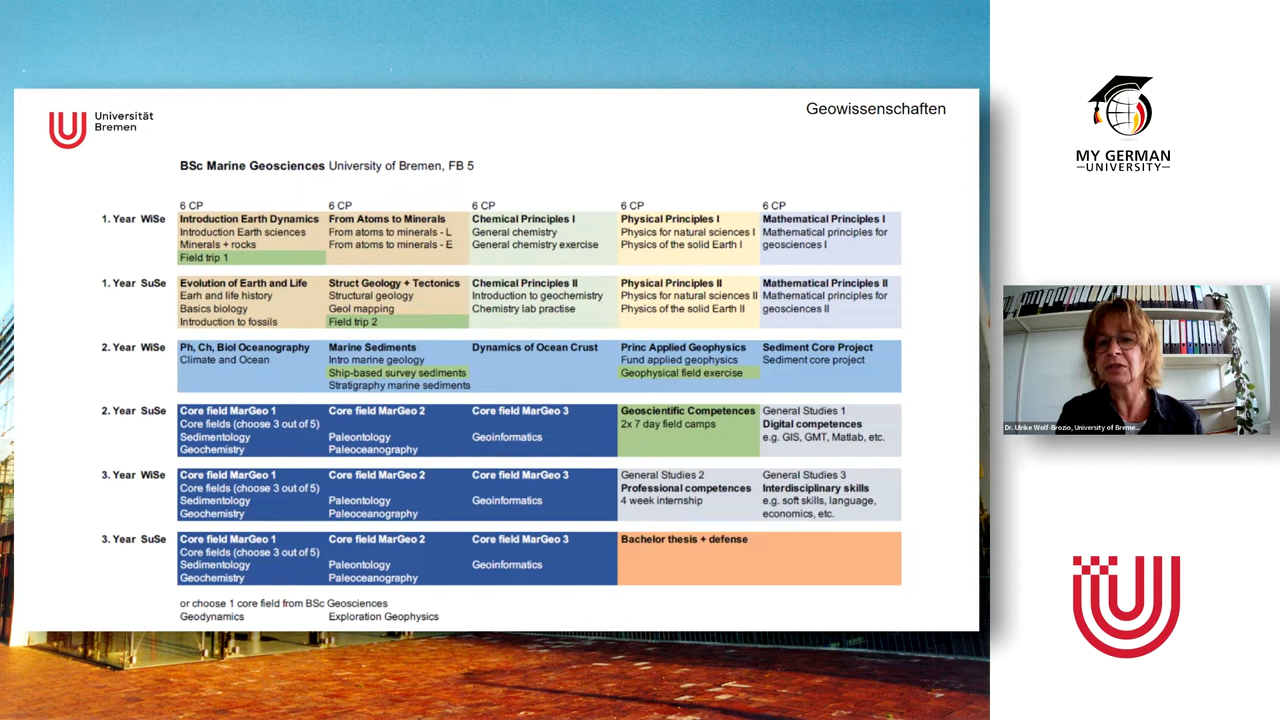 Geowissenschaften
Universität
Bremen
BSc Marine Geosciences University of Bremen, FB 5
6 CP 6 CP 6 CP 6 CP 6 CP
1. Year WiSe Introduction Earth Dynamics From Atoms to Minerals Chemical Principles I Physical Principles I Mathematical Principles I
Introduction Earth sciences From atoms to minerals - L General chemistry Physics for natural sciences I Mathematical principles for
Minerals + rocks From atoms to minerals - E General chemistry exercise Physics of the solid Earth I geosciences I
Field trip 1
1. Year SuSe Evolution of Earth and Life Struct Geology + Tectonics Chemical Principles II Physical Principles II Mathematical Principles II
Earh and life history Structural geology Introduction to geochemistry Physics for natural sciences II Mathematical principles for
Basics biology Geol mapping Chemistry lab practise Physics of the solid Earth II geosciences II
Introduction to fossils Field trip 2
2. Year WiSe Ph, Ch, Biol Oceanography Marine Sediments Dynamics of Ocean Crust Princ Applied Geophysics Sediment Core Project
Climate and Ocean Intro marine geology Fund applied geophysics Sediment core project
Ship-based survey sediments Geophysical field exercise
Stratigraphy marine sediments
2. Year SuSe Core field MarGeo 1 Core field MarGeo 2 Core field MarGeo 3 Geoscientific Competences General Studies 1
Core fields (choose 3 out of 5) 2x 7 day field camps Digital competences
Sedimentology Paleontology Geoinformatics e.g. GIS, GMT, Matlab, etc.
Geochemistry Paleoceanography
3. Year WiSe Core field MarGeo 1 Core field MarGeo 2 Core field MarGeo 3 General Studies 2 General Studies 3
Core fields (choose 3 out of 5) Professional competences Interdisciplinary skills
Sedimentology Paleontology Geoinformatics 4 week internship e.g. soft skills, language,
Geochemistry Paleoceanography economics, etc.
3. Year SuSe Core field MarGeo 1 Core field MarGeo 2 Core field MarGeo 3 Bachelor thesis + defense
Core fields (choose 3 out of 5)
Sedimentology Paleontology Geoinformatics
Geochemistry Paleoceanography
or choose 1 core field from BSc Geosciences
Geodynamics Exploration Geophysics
MY GERMAN
UNIVERSITY
Dr. Ulrike Wolf-Brozio, University of Breme...